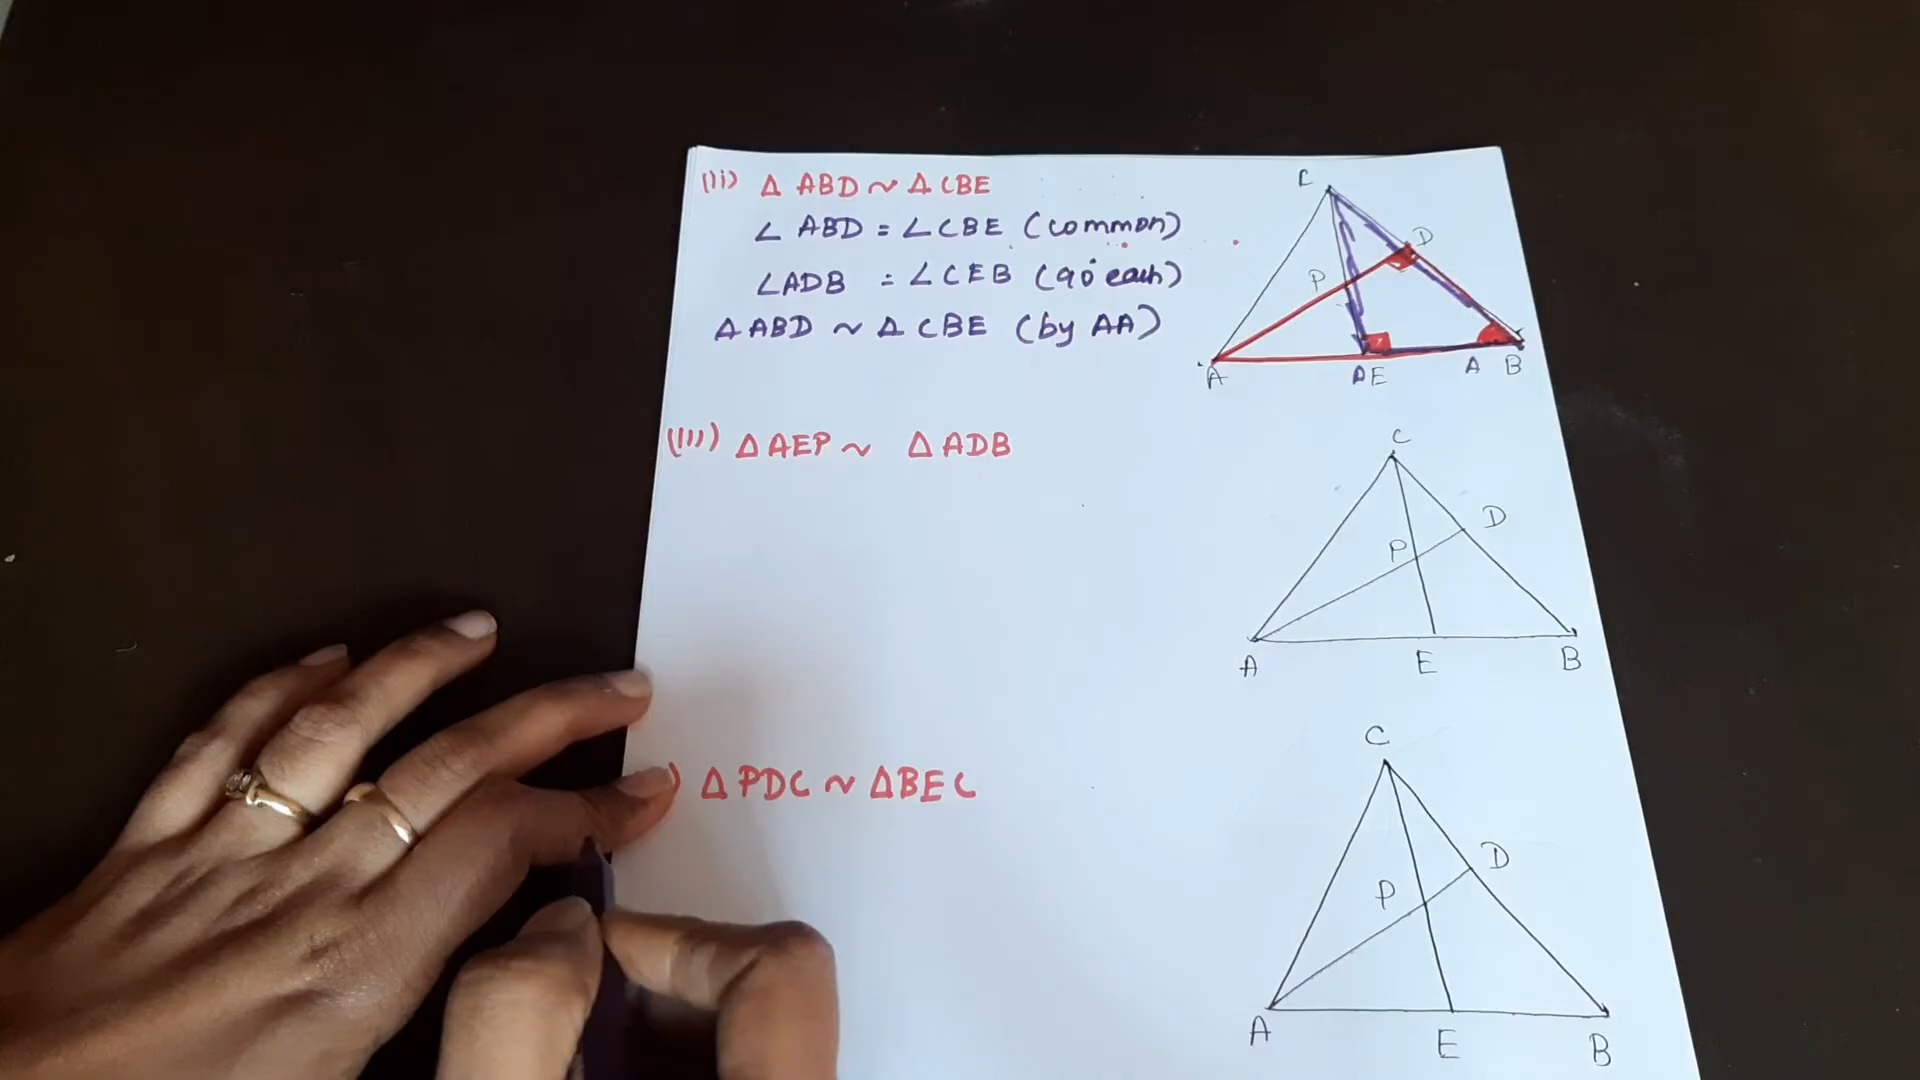 (ii) Δ ABD ~ Δ CBE
∠ ABD = ∠ CBE (common)
∠ADB = ∠ CEB (90° each)
Δ ABD ~ Δ CBE (by AA)
C
D
P
A
E
A
B
(iii) Δ AEP ~ Δ ADB
C
D
P
A
E
B
) Δ PDC ~ Δ BEC
C
D
P
A
E
B